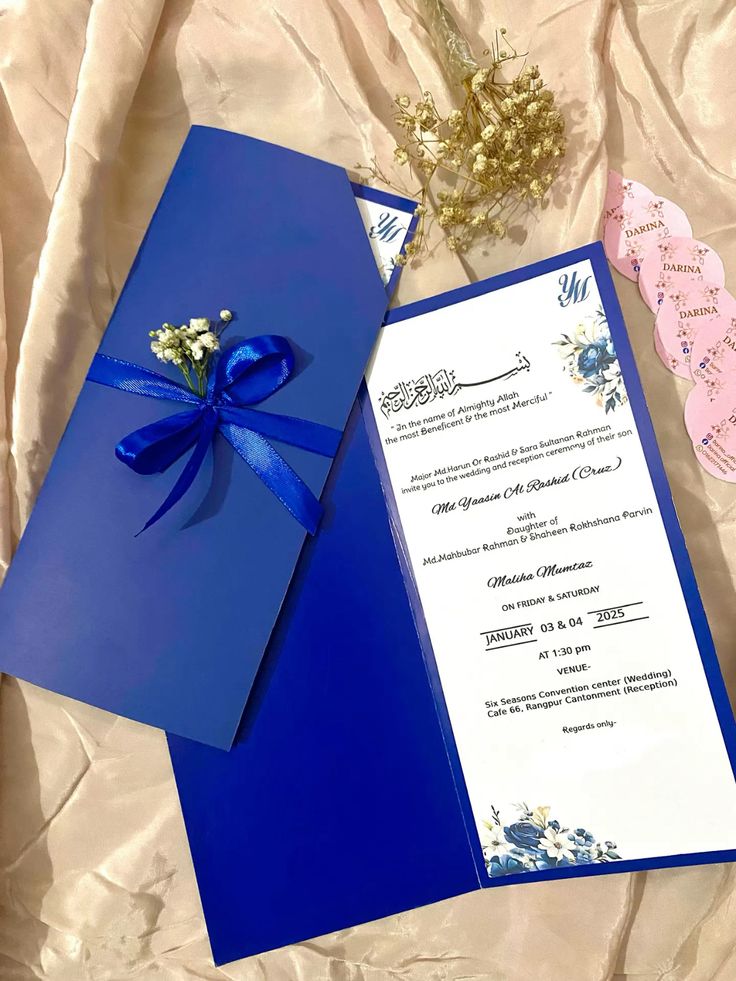 YM
YM
بسم الله الرحمن الرحيم
" In the name of Almighty Allah
the most Beneficent & the most Merciful "
Major Md.Harun Or Rashid & Sara Sultanan Rashid
invite you to the wedding and reception ceremony of their son
Md Yaasin Al Rashid (Cruz)
with
Daughter of
Md.Mahbubar Rahman & Shaheen Rokhshana Parvin
Maliha Mumtaz
ON FRIDAY & SATURDAY
JANUARY 03 & 04 2025
AT 1:30 pm
VENUE-
Six Seasons Convention center (Wedding)
Cafe 66, Rangpur Cantonment (Reception)
Regards only-
DARINA
DARINA
DARINA
DA
DARINA